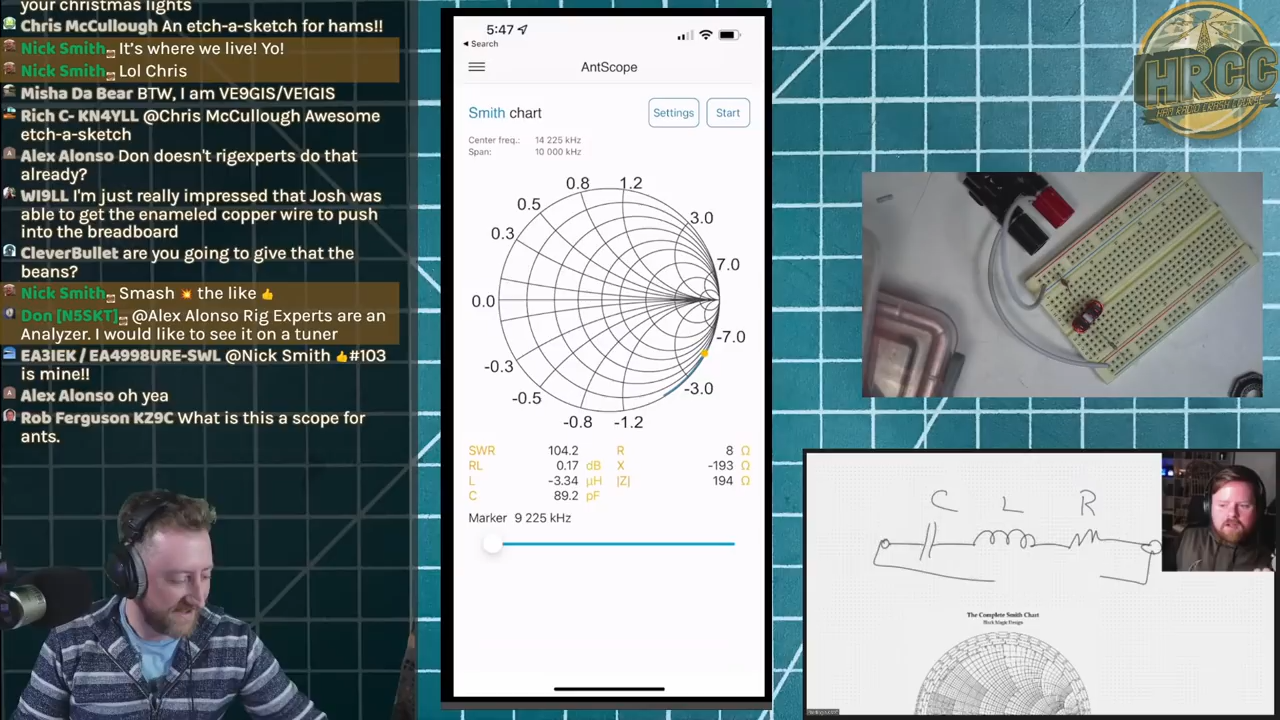 your christmas lights
Chris McCullough An etch-a-sketch for hams!!
Nick Smith It's where we live! Yo!
Nick Smith Lol Chris
Misha Da Bear BTW, I am VE9GIS/VE1GIS
Rich C- KN4YLL @Chris McCullough Awesome
etch-a-sketch
Alex Alonso Don doesn't rigexperts do that
already?
WI9LL I'm just really impressed that Josh was
able to get the enameled copper wire to push
into the breadboard
CleverBullet are you going to give that the
beans?
Nick Smith Smash 💥 the like 👍
Don [N5SKT] @Alex Alonso Rig Experts are an
Analyzer. I would like to see it on a tuner
EA3IEK / EA4998URE-SWL @Nick Smith 👍#103
is mine!!
Alex Alonso oh yea
Rob Ferguson KZ9C What is this a scope for
ants.
5:47
◂ Search
AntScope
Smith chart
Settings
Start
Center freq.: 14 225 kHz
Span: 10 000 kHz
0.8 1.2
0.5
0.3 3.0
7.0
0.0
-7.0
-0.3
-0.5 -3.0
-0.8 -1.2
SWR 104.2 R 8 Ω
RL 0.17 dB X -193 Ω
L -3.34 μH |Z| 194 Ω
C 89.2 pF
Marker 9 225 kHz
HRCC
HAM RADIO CRASH COURSE
C L R
The Complete Smith Chart
Black Magic Design